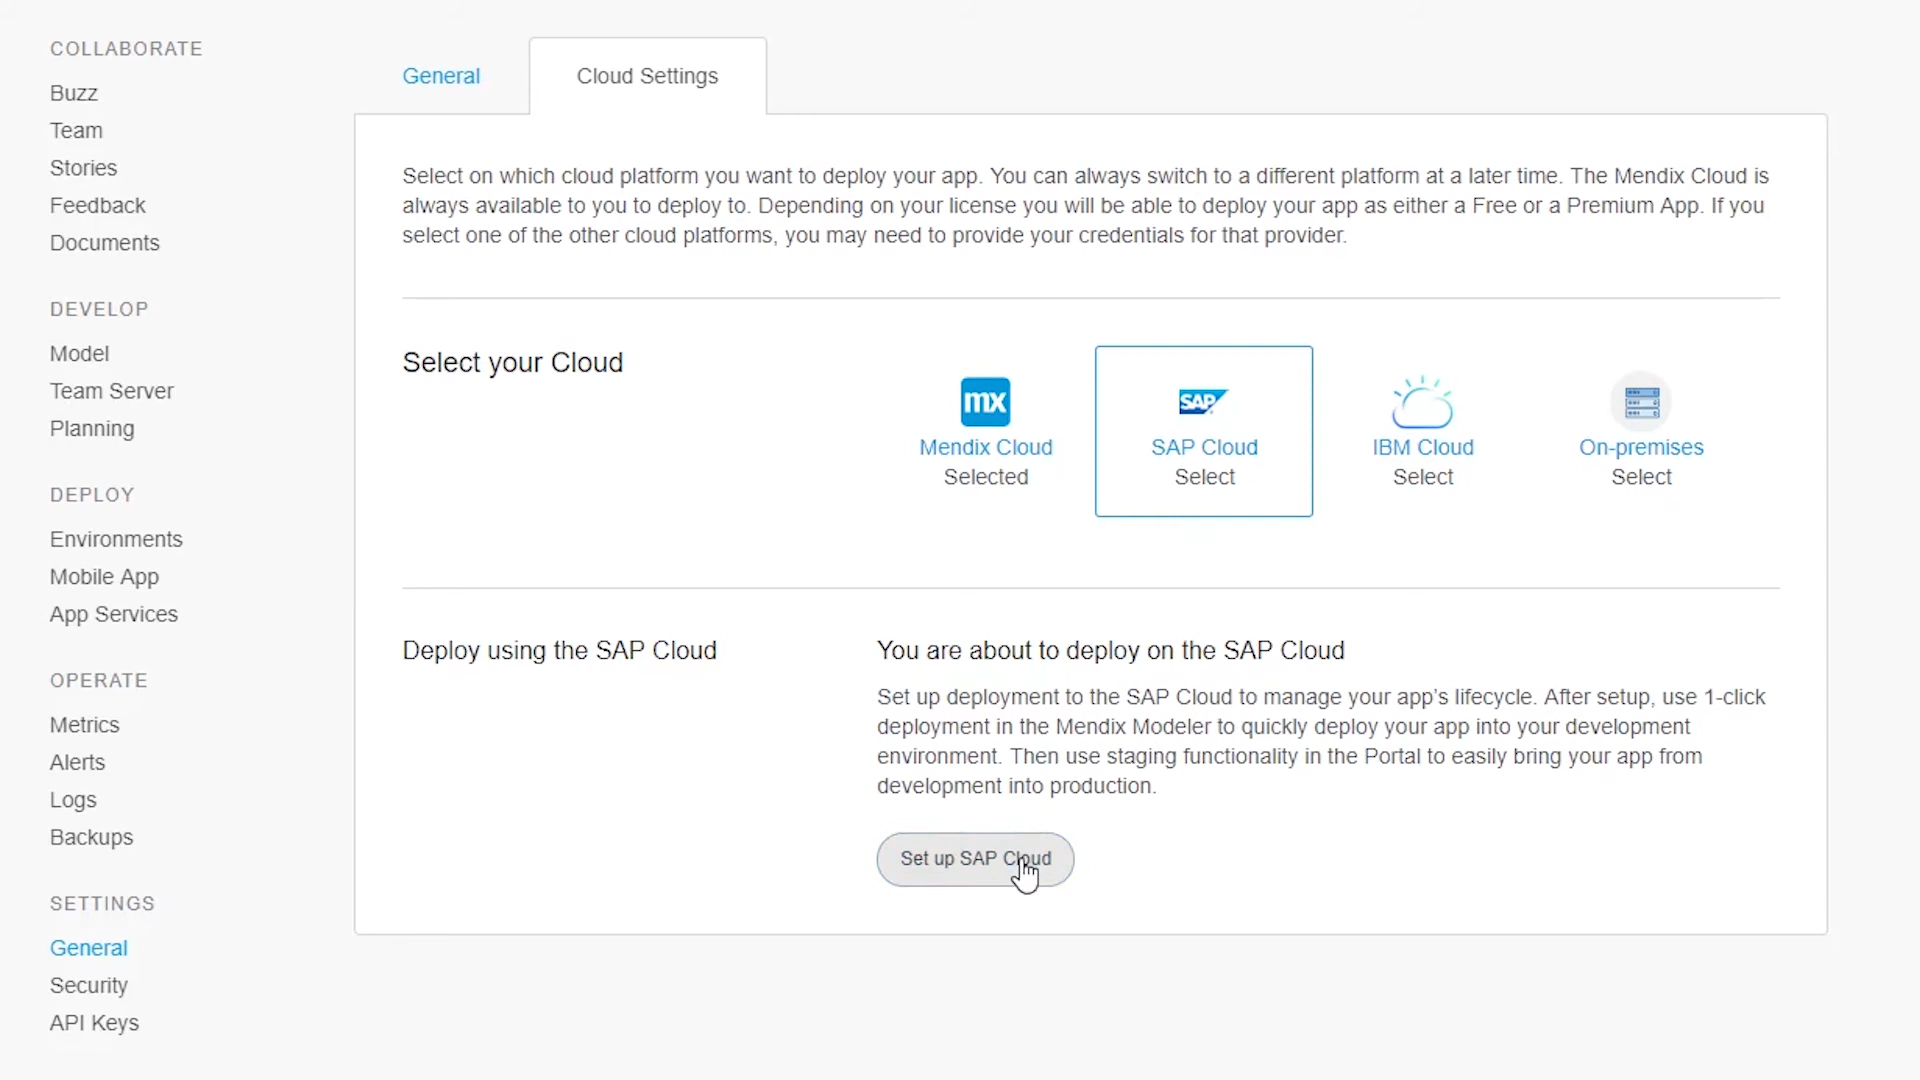 COLLABORATE
Buzz
Team
Stories
Feedback
Documents
DEVELOP
Model
Team Server
Planning
DEPLOY
Environments
Mobile App
App Services
OPERATE
Metrics
Alerts
Logs
Backups
SETTINGS
General
Security
API Keys
General
Cloud Settings
Select on which cloud platform you want to deploy your app. You can always switch to a different platform at a later time. The Mendix Cloud is
always available to you to deploy to. Depending on your license you will be able to deploy your app as either a Free or a Premium App. If you
select one of the other cloud platforms, you may need to provide your credentials for that provider.
Select your Cloud
mx
Mendix Cloud
Selected
SAP
SAP Cloud
Select
IBM Cloud
Select
On-premises
Select
Deploy using the SAP Cloud
You are about to deploy on the SAP Cloud
Set up deployment to the SAP Cloud to manage your app's lifecycle. After setup, use 1-click
deployment in the Mendix Modeler to quickly deploy your app into your development
environment. Then use staging functionality in the Portal to easily bring your app from
development into production.
Set up SAP Cloud